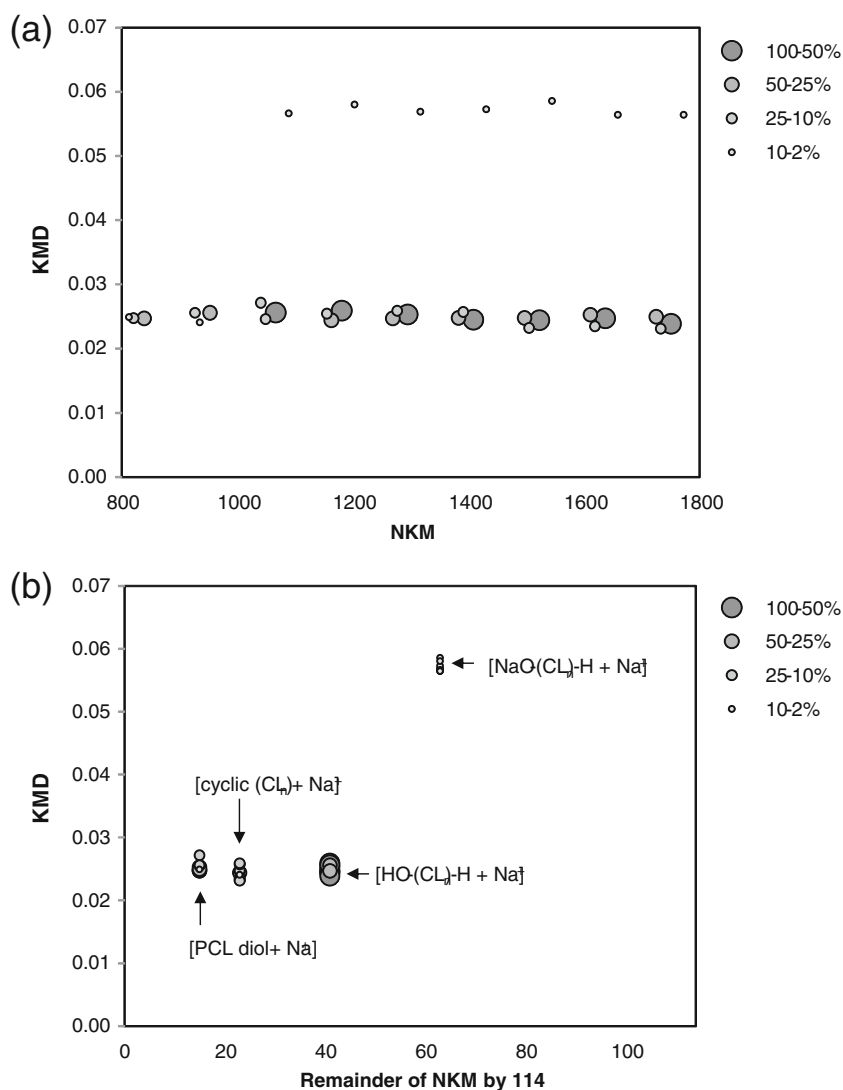 (a)
0.07
0.06
0.05
0.04
0.03
0.02
0.01
0.00
KMD
800 1000 1200 1400 1600 1800
NKM
100-50%
50-25%
25-10%
10-2%
(b)
0.07
0.06
0.05
0.04
0.03
0.02
0.01
0.00
KMD
[NaO-(CLn)-H + Na]+
[cyclic (CLn)+ Na]+
[HO-(CLn)-H + Na]+
[PCL diol+ Na+]
0 20 40 60 80 100
Remainder of NKM by 114
100-50%
50-25%
25-10%
10-2%